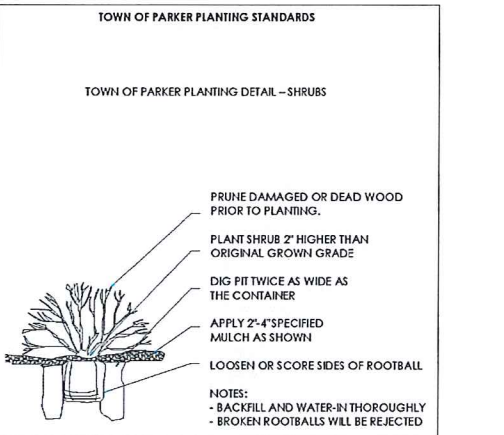 TOWN OF PARKER PLANTING STANDARDS
TOWN OF PARKER PLANTING DETAIL – SHRUBS
PRUNE DAMAGED OR DEAD WOOD
PRIOR TO PLANTING.
PLANT SHRUB 2" HIGHER THAN
ORIGINAL GROWN GRADE
DIG PIT TWICE AS WIDE AS
THE CONTAINER
APPLY 2"-4" SPECIFIED
MULCH AS SHOWN
LOOSEN OR SCORE SIDES OF ROOTBALL
NOTES:
- BACKFILL AND WATER-IN THOROUGHLY
- BROKEN ROOTBALLS WILL BE REJECTED